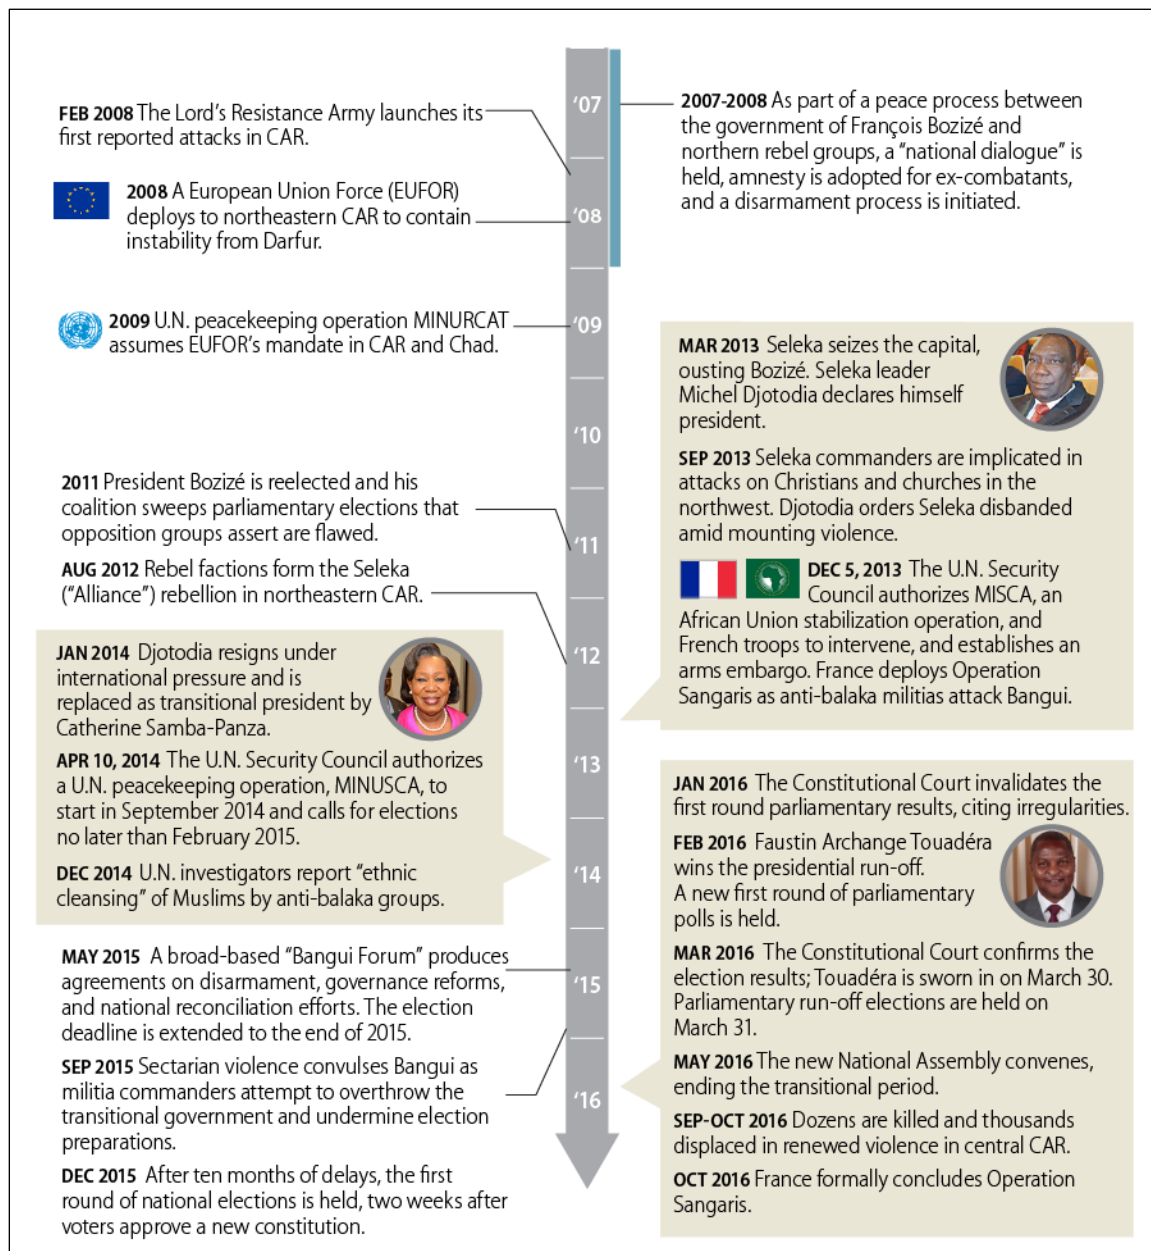 FEB 2008 The Lord's Resistance Army launches its
first reported attacks in CAR.
2008 A European Union Force (EUFOR)
deploys to northeastern CAR to contain
instability from Darfur.
2009 U.N. peacekeeping operation MINURCAT
assumes EUFOR's mandate in CAR and Chad.
2011 President Bozizé is reelected and his
coalition sweeps parliamentary elections that
opposition groups assert are flawed.
AUG 2012 Rebel factions form the Seleka
("Alliance") rebellion in northeastern CAR.
JAN 2014 Djotodia resigns under
international pressure and is
replaced as transitional president by
Catherine Samba-Panza.
APR 10, 2014 The U.N. Security Council authorizes
a U.N. peacekeeping operation, MINUSCA, to
start in September 2014 and calls for elections
no later than February 2015.
DEC 2014 U.N. investigators report "ethnic
cleansing" of Muslims by anti-balaka groups.
MAY 2015 A broad-based "Bangui Forum" produces
agreements on disarmament, governance reforms,
and national reconciliation efforts. The election
deadline is extended to the end of 2015.
SEP 2015 Sectarian violence convulses Bangui as
militia commanders attempt to overthrow the
transitional government and undermine election
preparations.
DEC 2015 After ten months of delays, the first
round of national elections is held, two weeks after
voters approve a new constitution.
'07
'08
'09
'10
'11
'12
'13
'14
'15
'16
2007-2008 As part of a peace process between
the government of François Bozizé and
northern rebel groups, a "national dialogue" is
held, amnesty is adopted for ex-combatants,
and a disarmament process is initiated.
MAR 2013 Seleka seizes the capital,
ousting Bozizé. Seleka leader
Michel Djotodia declares himself
president.
SEP 2013 Seleka commanders are implicated in
attacks on Christians and churches in the
northwest. Djotodia orders Seleka disbanded
amid mounting violence.
DEC 5, 2013 The U.N. Security
Council authorizes MISCA, an
African Union stabilization operation, and
French troops to intervene, and establishes an
arms embargo. France deploys Operation
Sangaris as anti-balaka militias attack Bangui.
JAN 2016 The Constitutional Court invalidates the
first round parliamentary results, citing irregularities.
FEB 2016 Faustin Archange Touadéra
wins the presidential run-off.
A new first round of parliamentary
polls is held.
MAR 2016 The Constitutional Court confirms the
election results; Touadéra is sworn in on March 30.
Parliamentary run-off elections are held on
March 31.
MAY 2016 The new National Assembly convenes,
ending the transitional period.
SEP-OCT 2016 Dozens are killed and thousands
displaced in renewed violence in central CAR.
OCT 2016 France formally concludes Operation
Sangaris.